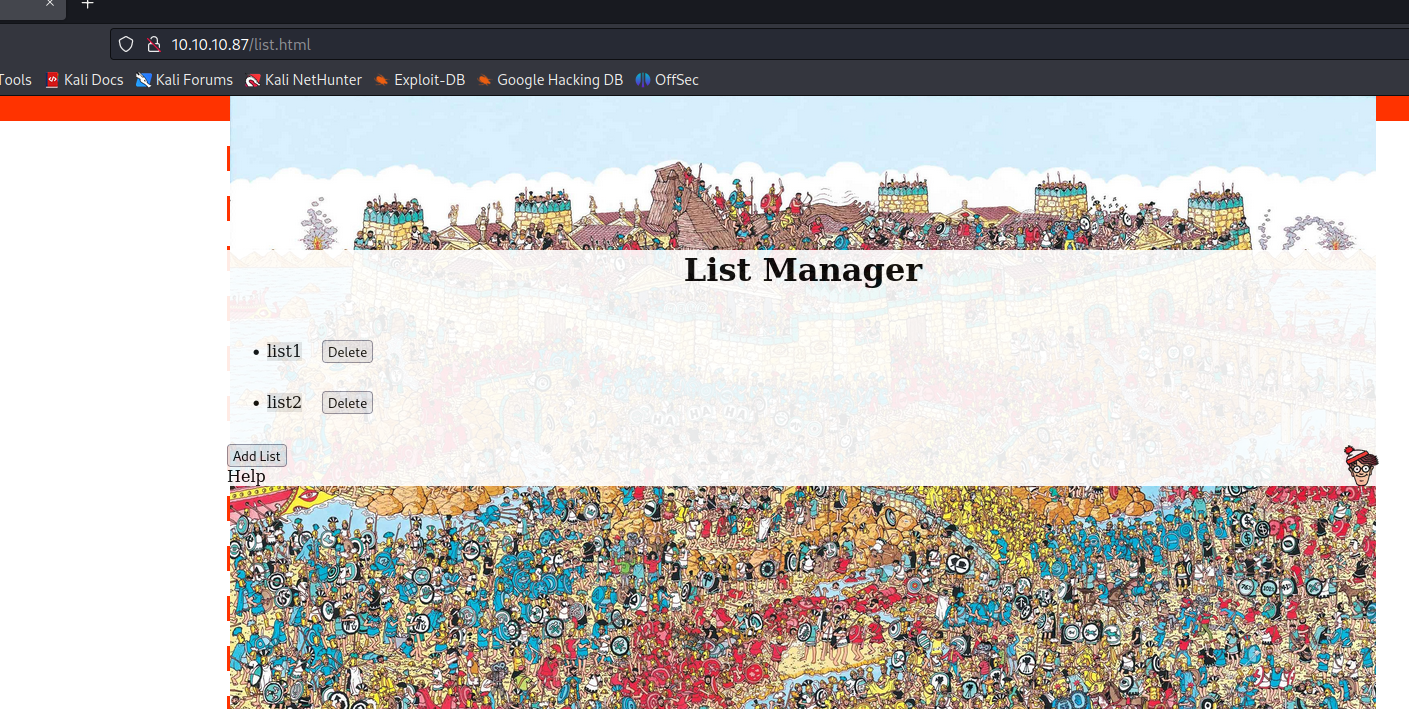 × +
10.10.10.87/list.html
Tools Kali Docs Kali Forums Kali NetHunter Exploit-DB Google Hacking DB OffSec
List Manager
• list1 Delete
• list2 Delete
Add List
Help